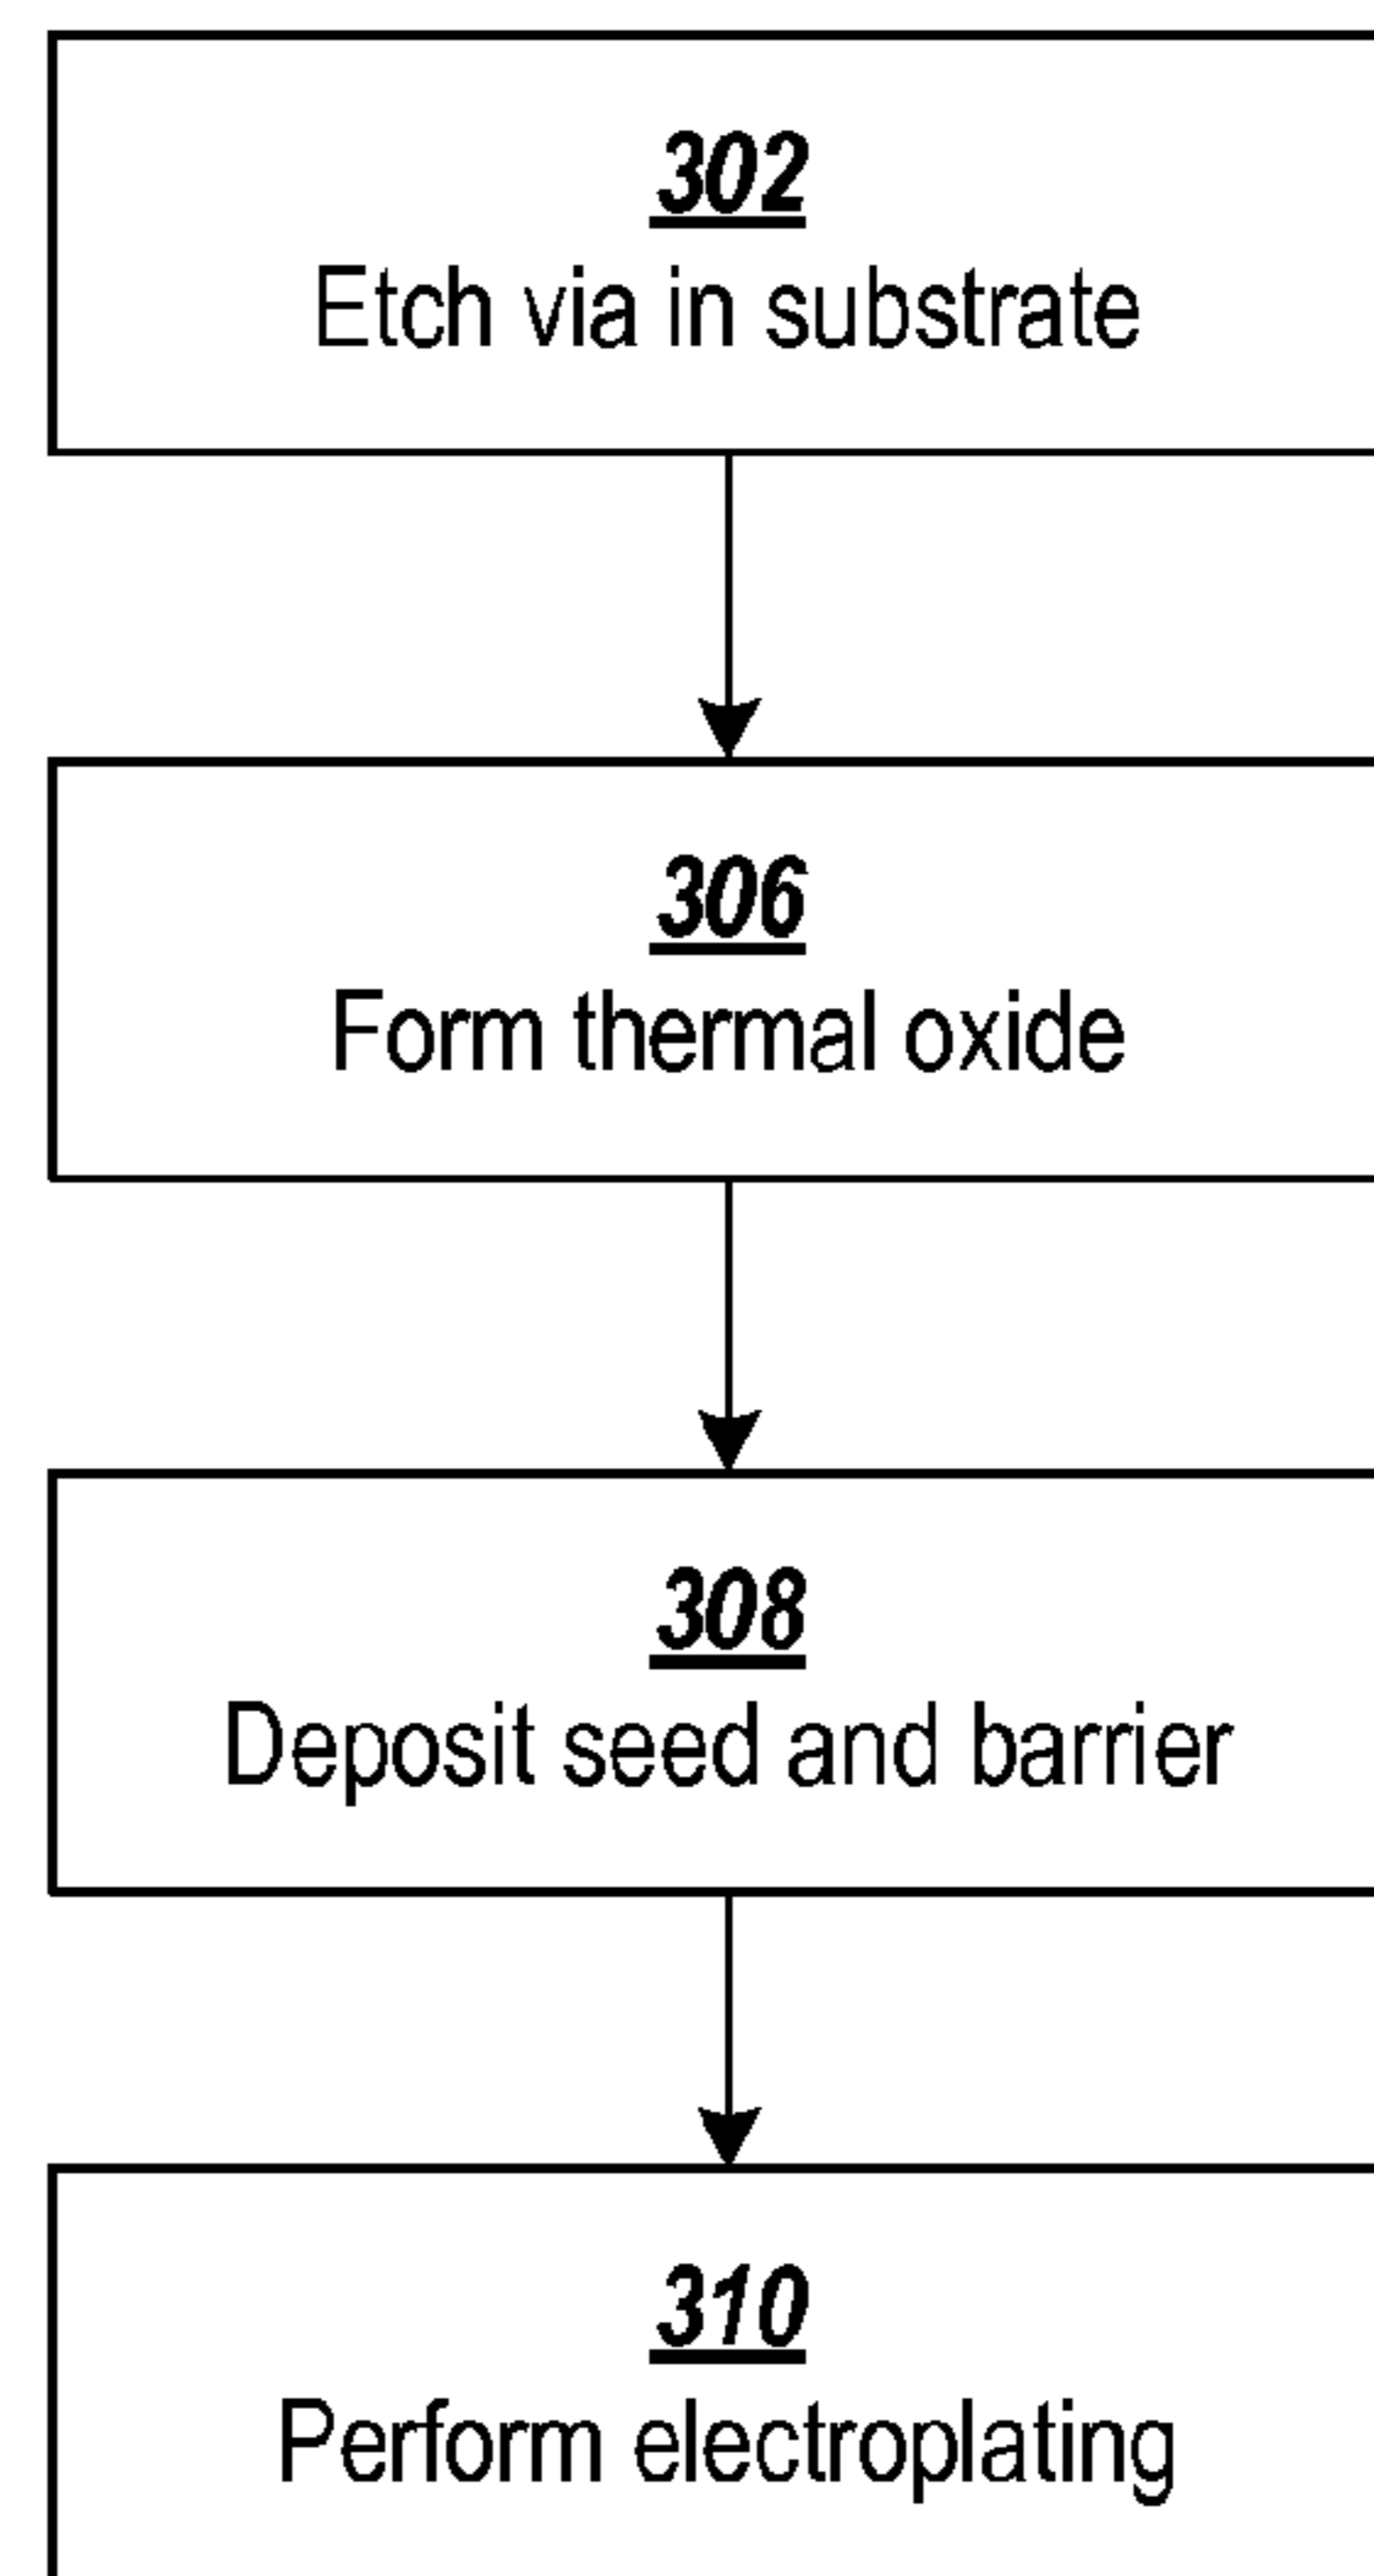 302
Etch via in substrate
306
Form thermal oxide
308
Deposit seed and barrier
310
Perform electroplating